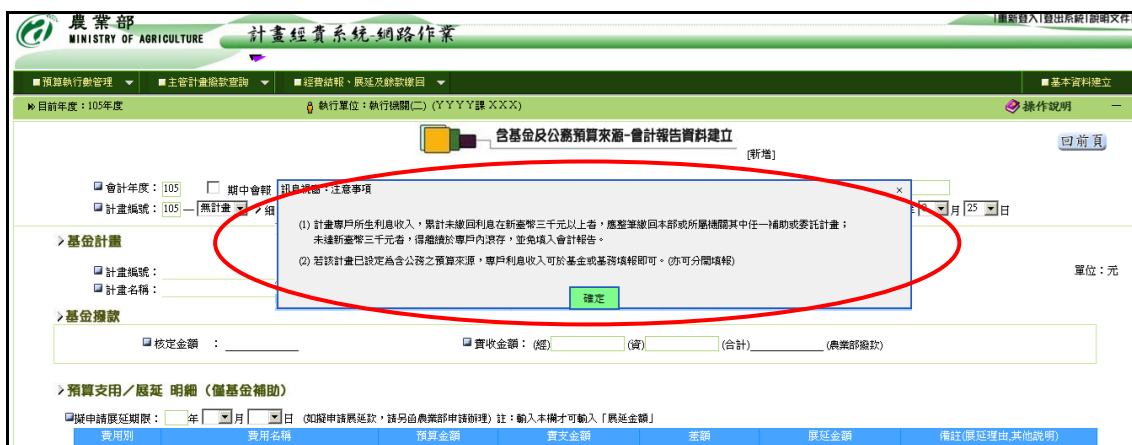 農業部
MINISTRY OF AGRICULTURE
計畫經費系統-網路作業
|重新登入|登出系統|說明文件
■預算執行數管理 ■主管計畫撥款查詢 ■經費結報、展延及餘款繳回 ■基本資料建立
目前年度:105年度 執行單位:執行機關(二) (YYYY課 XXX) 操作說明
含基金及公務預算來源-會計報告資料建立 [新增] 回前頁
會計年度: 105 期中會報 訊息視窗:注意事項 ×
計畫編號: 105 — 無計畫 月 25 日
(1) 計畫專戶所生利息收入,累計未繳回利息在新臺幣三千元以上者,應整筆繳回本部或所屬機關其中任一補助或委託計畫;
未達新臺幣三千元者,得繼續於專戶內滾存,並免填入會計報告。
>基金計畫
(2) 若該計畫已設定為含公務之預算來源,專戶利息收入可於基金或基務填報即可。(亦可分開填報)
計畫編號: 單位:元
計畫名稱:
確定
>基金撥款
核定金額 : 實收金額: (經) (資) (合計) (農業部撥款)
>預算支用/展延 明細(僅基金補助)
擬申請展延期限: 年 月 日 (如擬申請展延款,請另函農業部申請辦理) 註:輸入本欄才可輸入「展延金額」
費用別 費用名稱 預算金額 實支金額 差額 展延金額 備註(展延理由,其他說明)